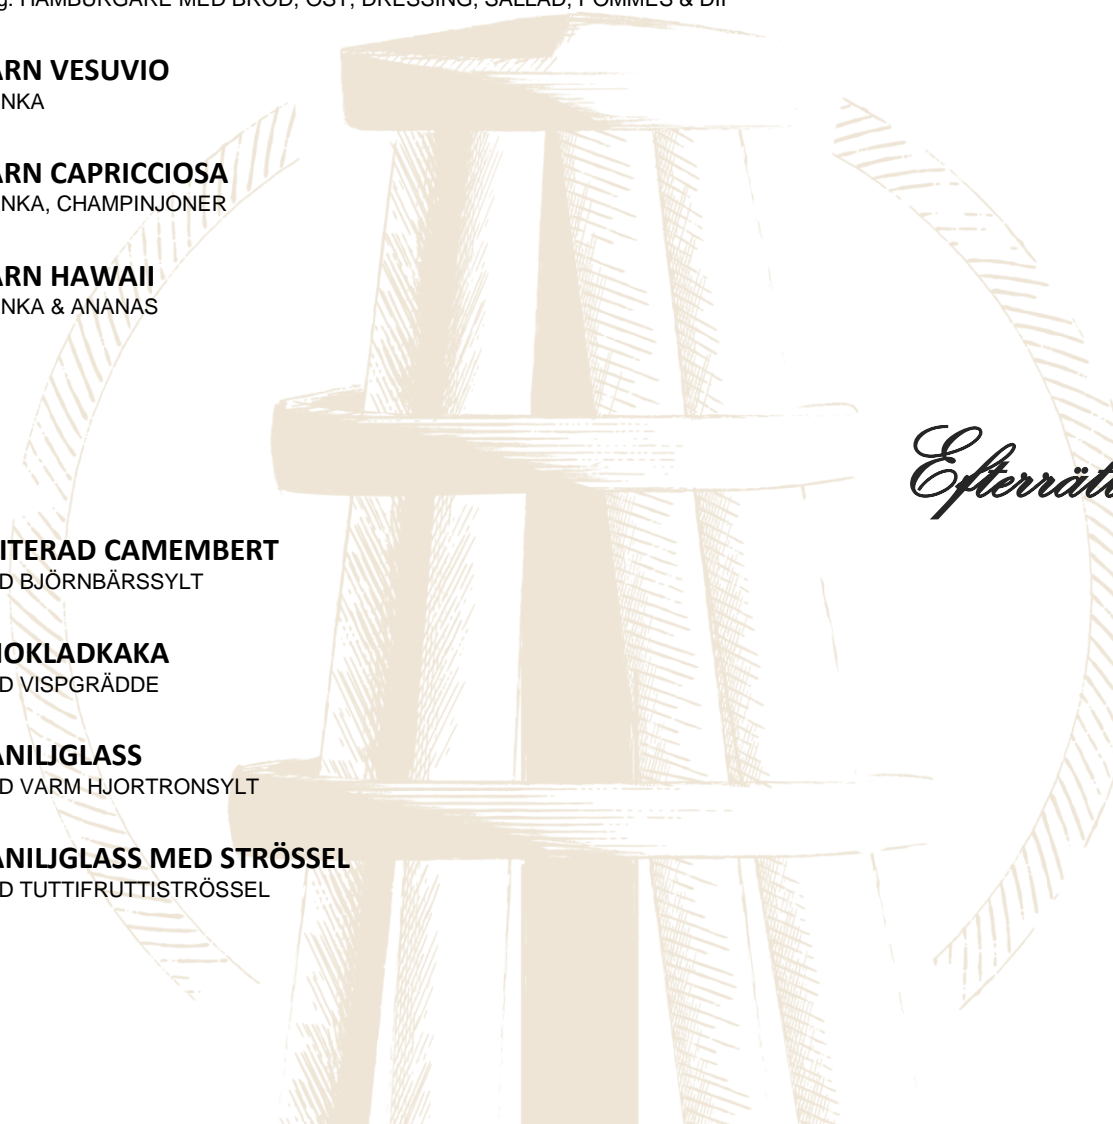 g. HAMBURGARE MED BRÖD, OST, DRESSING, SALLAD, POMMES & DIP
ARN VESUVIO
NKA
ARN CAPRICCIOSA
NKA, CHAMPINJONER
ARN HAWAII
NKA & ANANAS
Efterrätt
ITERAD CAMEMBERT
D BJÖRNBÄRSSYLT
HOKLADKAKA
D VISPGRÄDDE
ANILJGLASS
D VARM HJORTRONSYLT
ANILJGLASS MED STRÖSSEL
D TUTTIFRUTTISTRÖSSEL